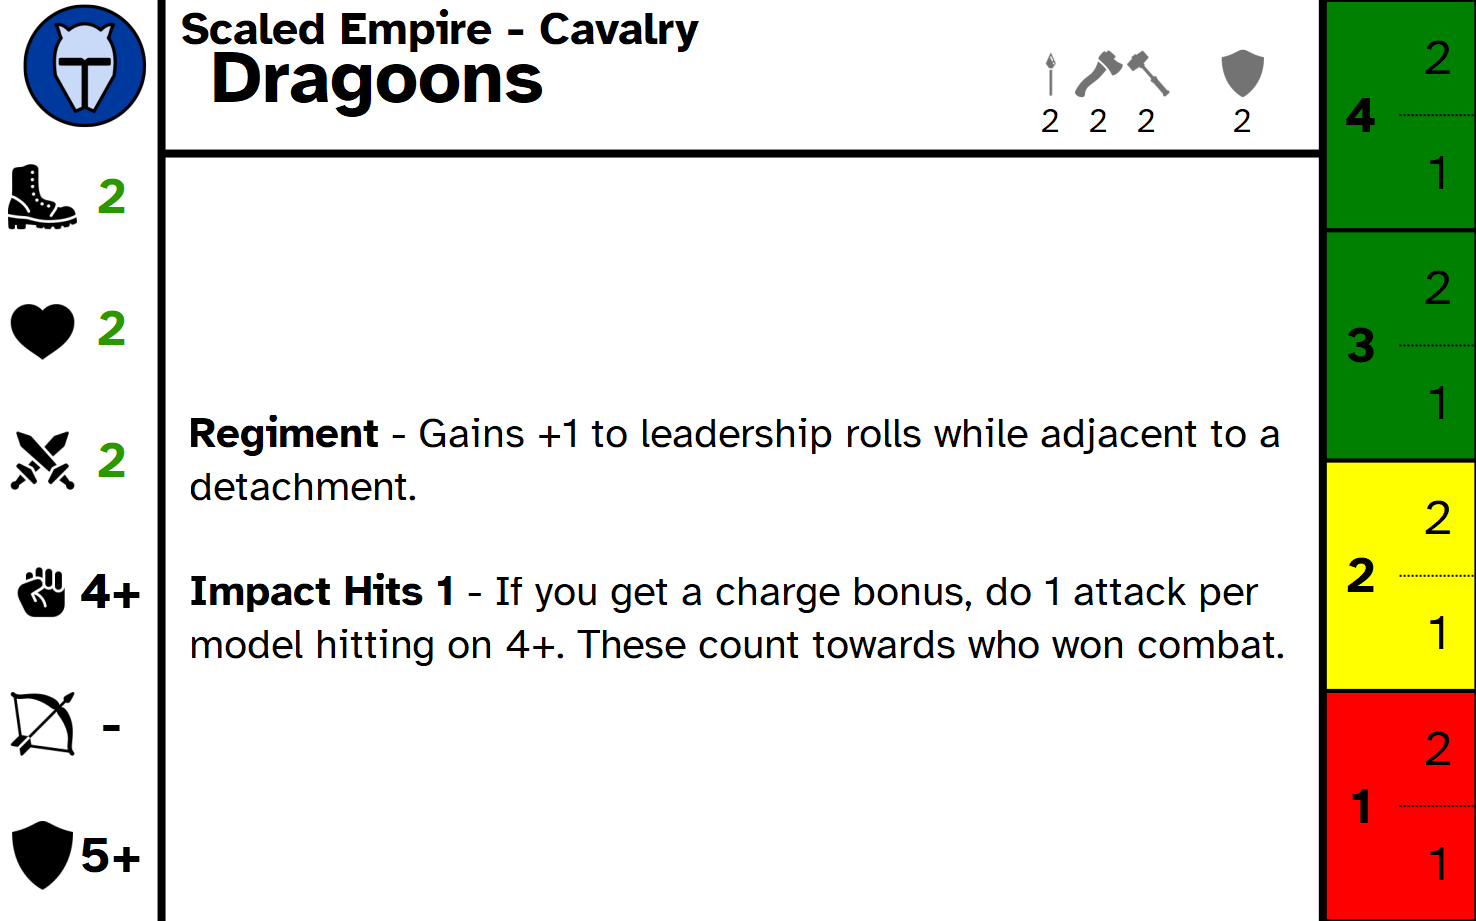 Scaled Empire - Cavalry
Dragoons
2 2 2 2
2
2
2
4+
-
5+
Regiment - Gains +1 to leadership rolls while adjacent to a
detachment.
Impact Hits 1 - If you get a charge bonus, do 1 attack per
model hitting on 4+. These count towards who won combat.
2
4
1
2
3
1
2
2
1
2
1
1